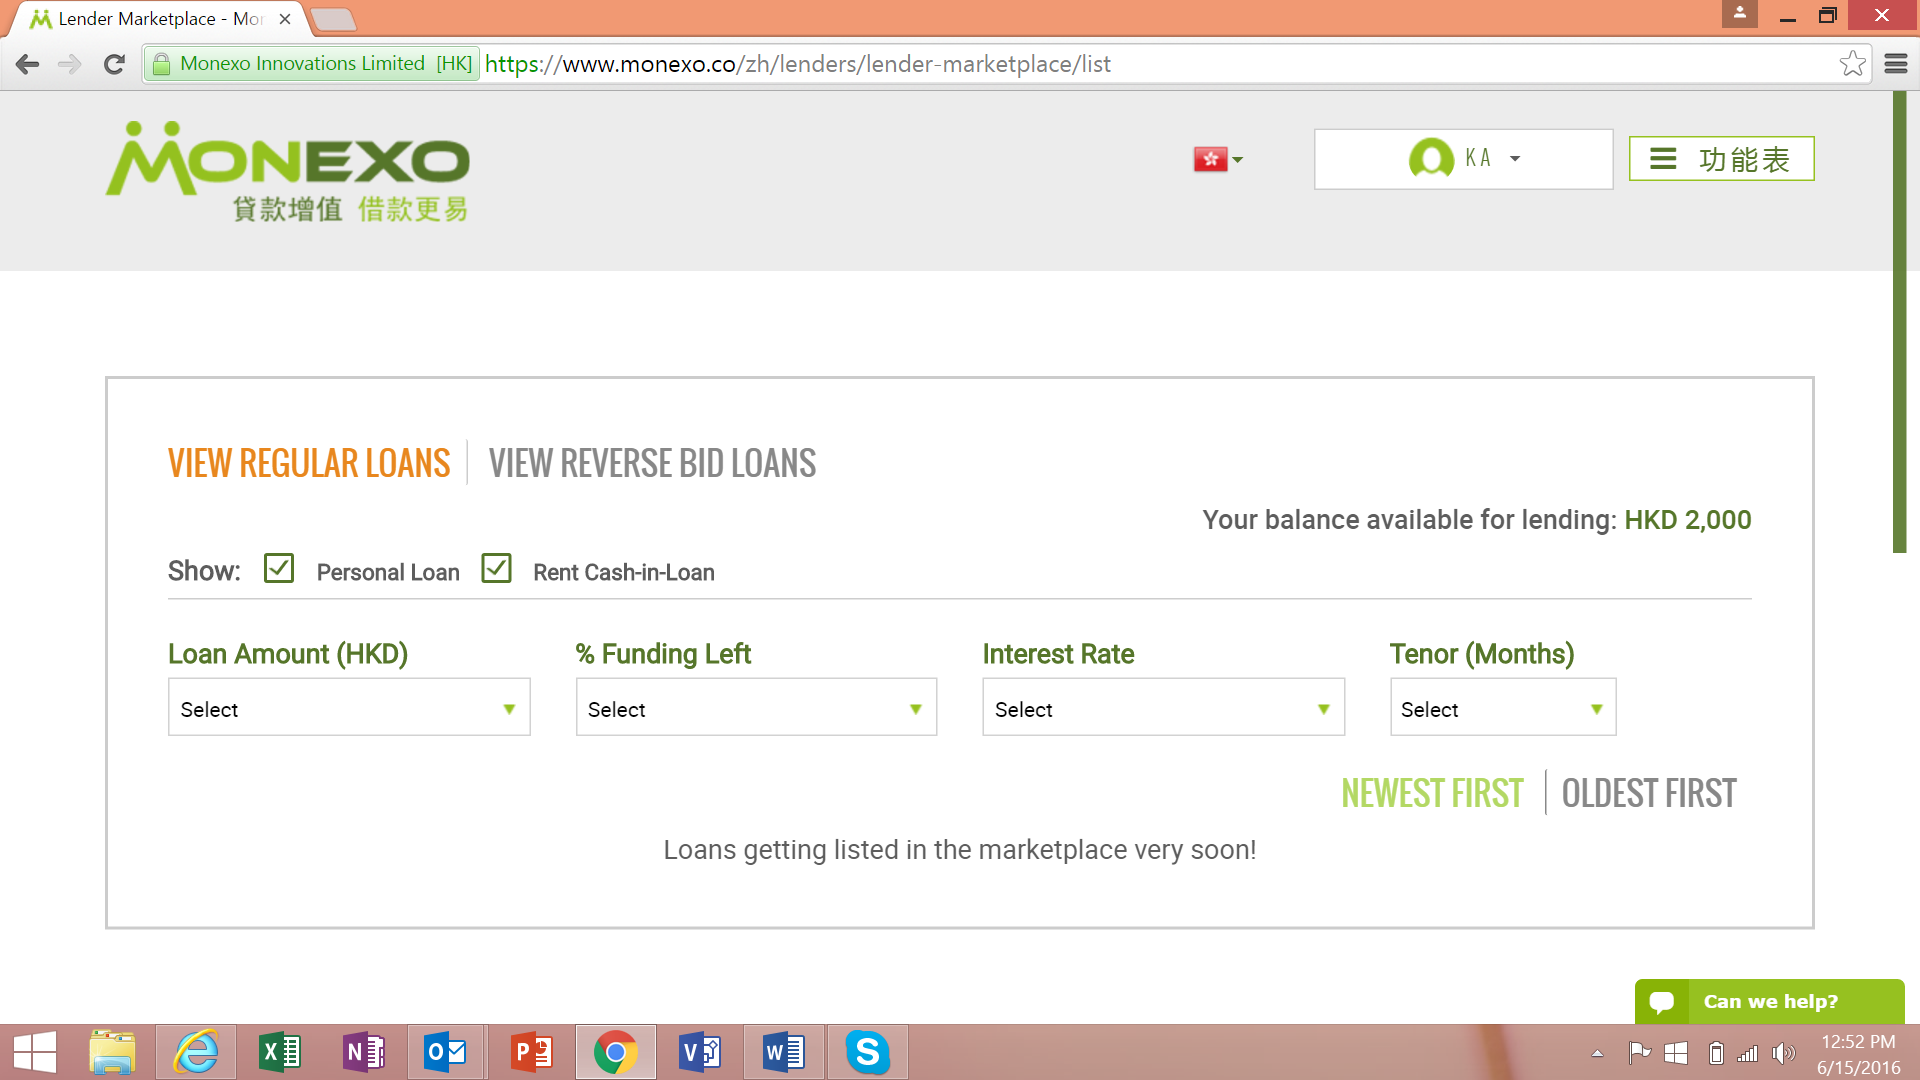 Lender Marketplace - Mor
Monexo Innovations Limited [HK] https://www.monexo.co/zh/lenders/lender-marketplace/list
MONEXO
貸款增值 借款更易
KA
功能表
VIEW REGULAR LOANS VIEW REVERSE BID LOANS
Your balance available for lending: HKD 2,000
Show: Personal Loan Rent Cash-in-Loan
Loan Amount (HKD) % Funding Left Interest Rate Tenor (Months)
Select Select Select Select
NEWEST FIRST OLDEST FIRST
Loans getting listed in the marketplace very soon!
Can we help?
12:52 PM
6/15/2016